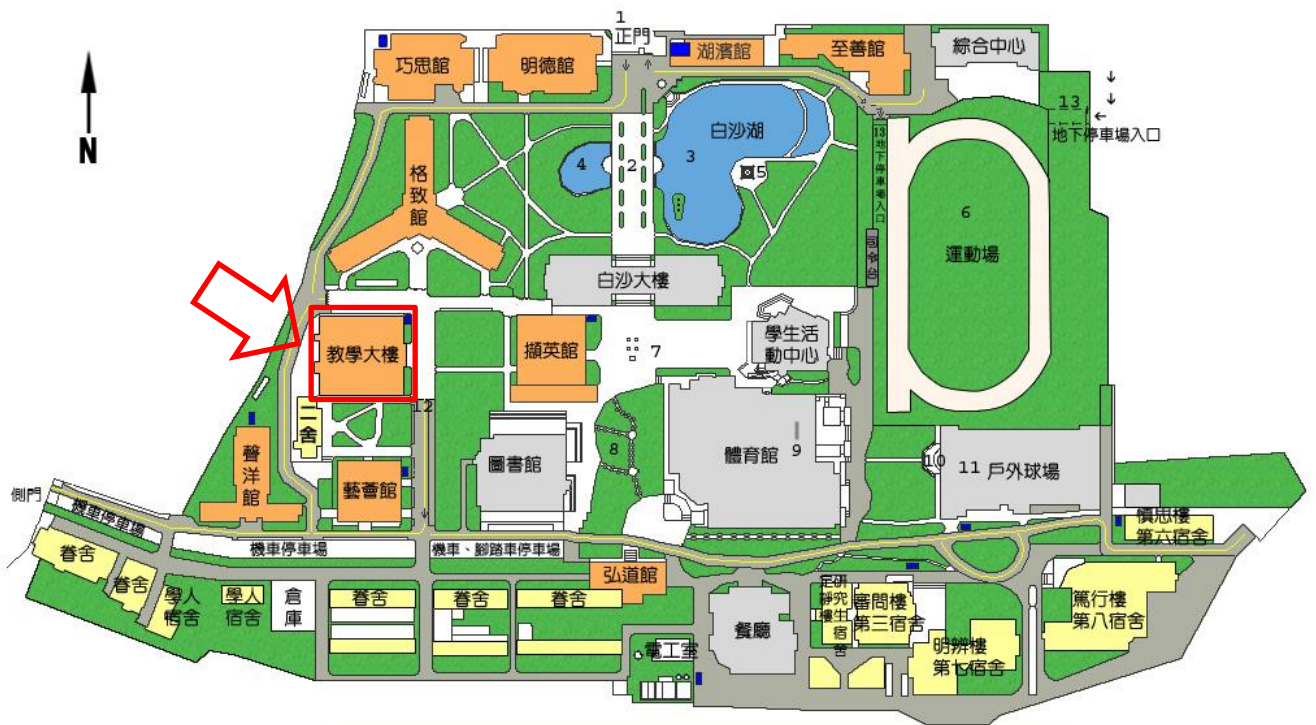 1
正門
巧思館
明德館
湖濱館
至善館
綜合中心
N
13
地下停車場入口
白沙湖
13地下停車場入口
格致館
4
2
3
5
6
運動場
司令台
白沙大樓
教學大樓
擷英館
7
學生活
動中心
二舍
12
聲洋館
藝薈館
圖書館
8
體育館
9
10
11
戶外球場
側門
機車停車場
機車停車場
機車、腳踏車停車場
慎思樓
第六宿舍
眷舍
眷舍
學人
宿舍
學人
宿舍
倉庫
眷舍
眷舍
眷舍
弘道館
餐廳
電工室
研究生宿舍
審問樓
第三宿舍
明辨樓
第七宿舍
篤行樓
第八宿舍